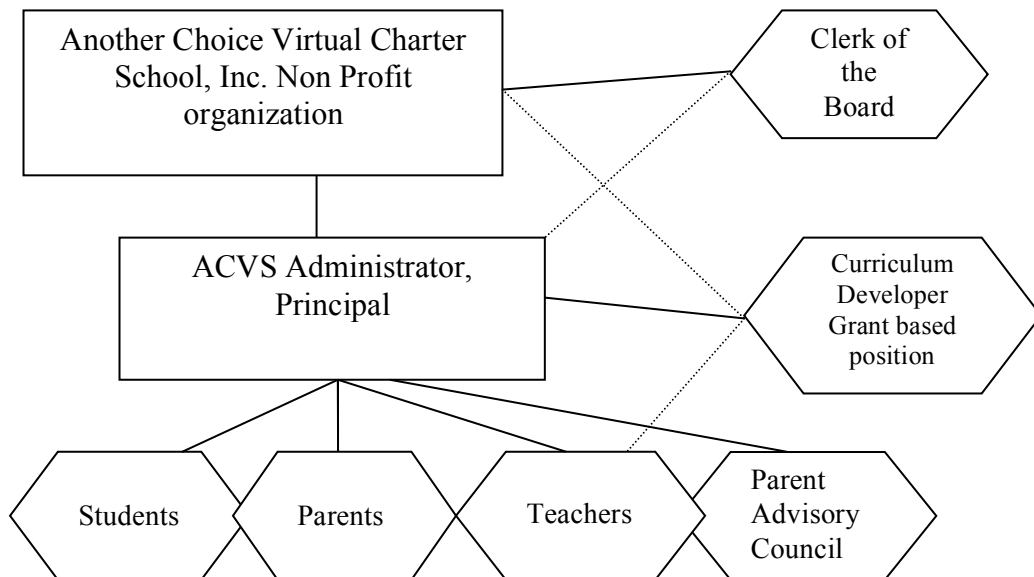 Another Choice Virtual Charter
School, Inc. Non Profit
organization
Clerk of
the
Board
ACVS Administrator,
Principal
Curriculum
Developer
Grant based
position
Students
Parents
Teachers
Parent
Advisory
Council